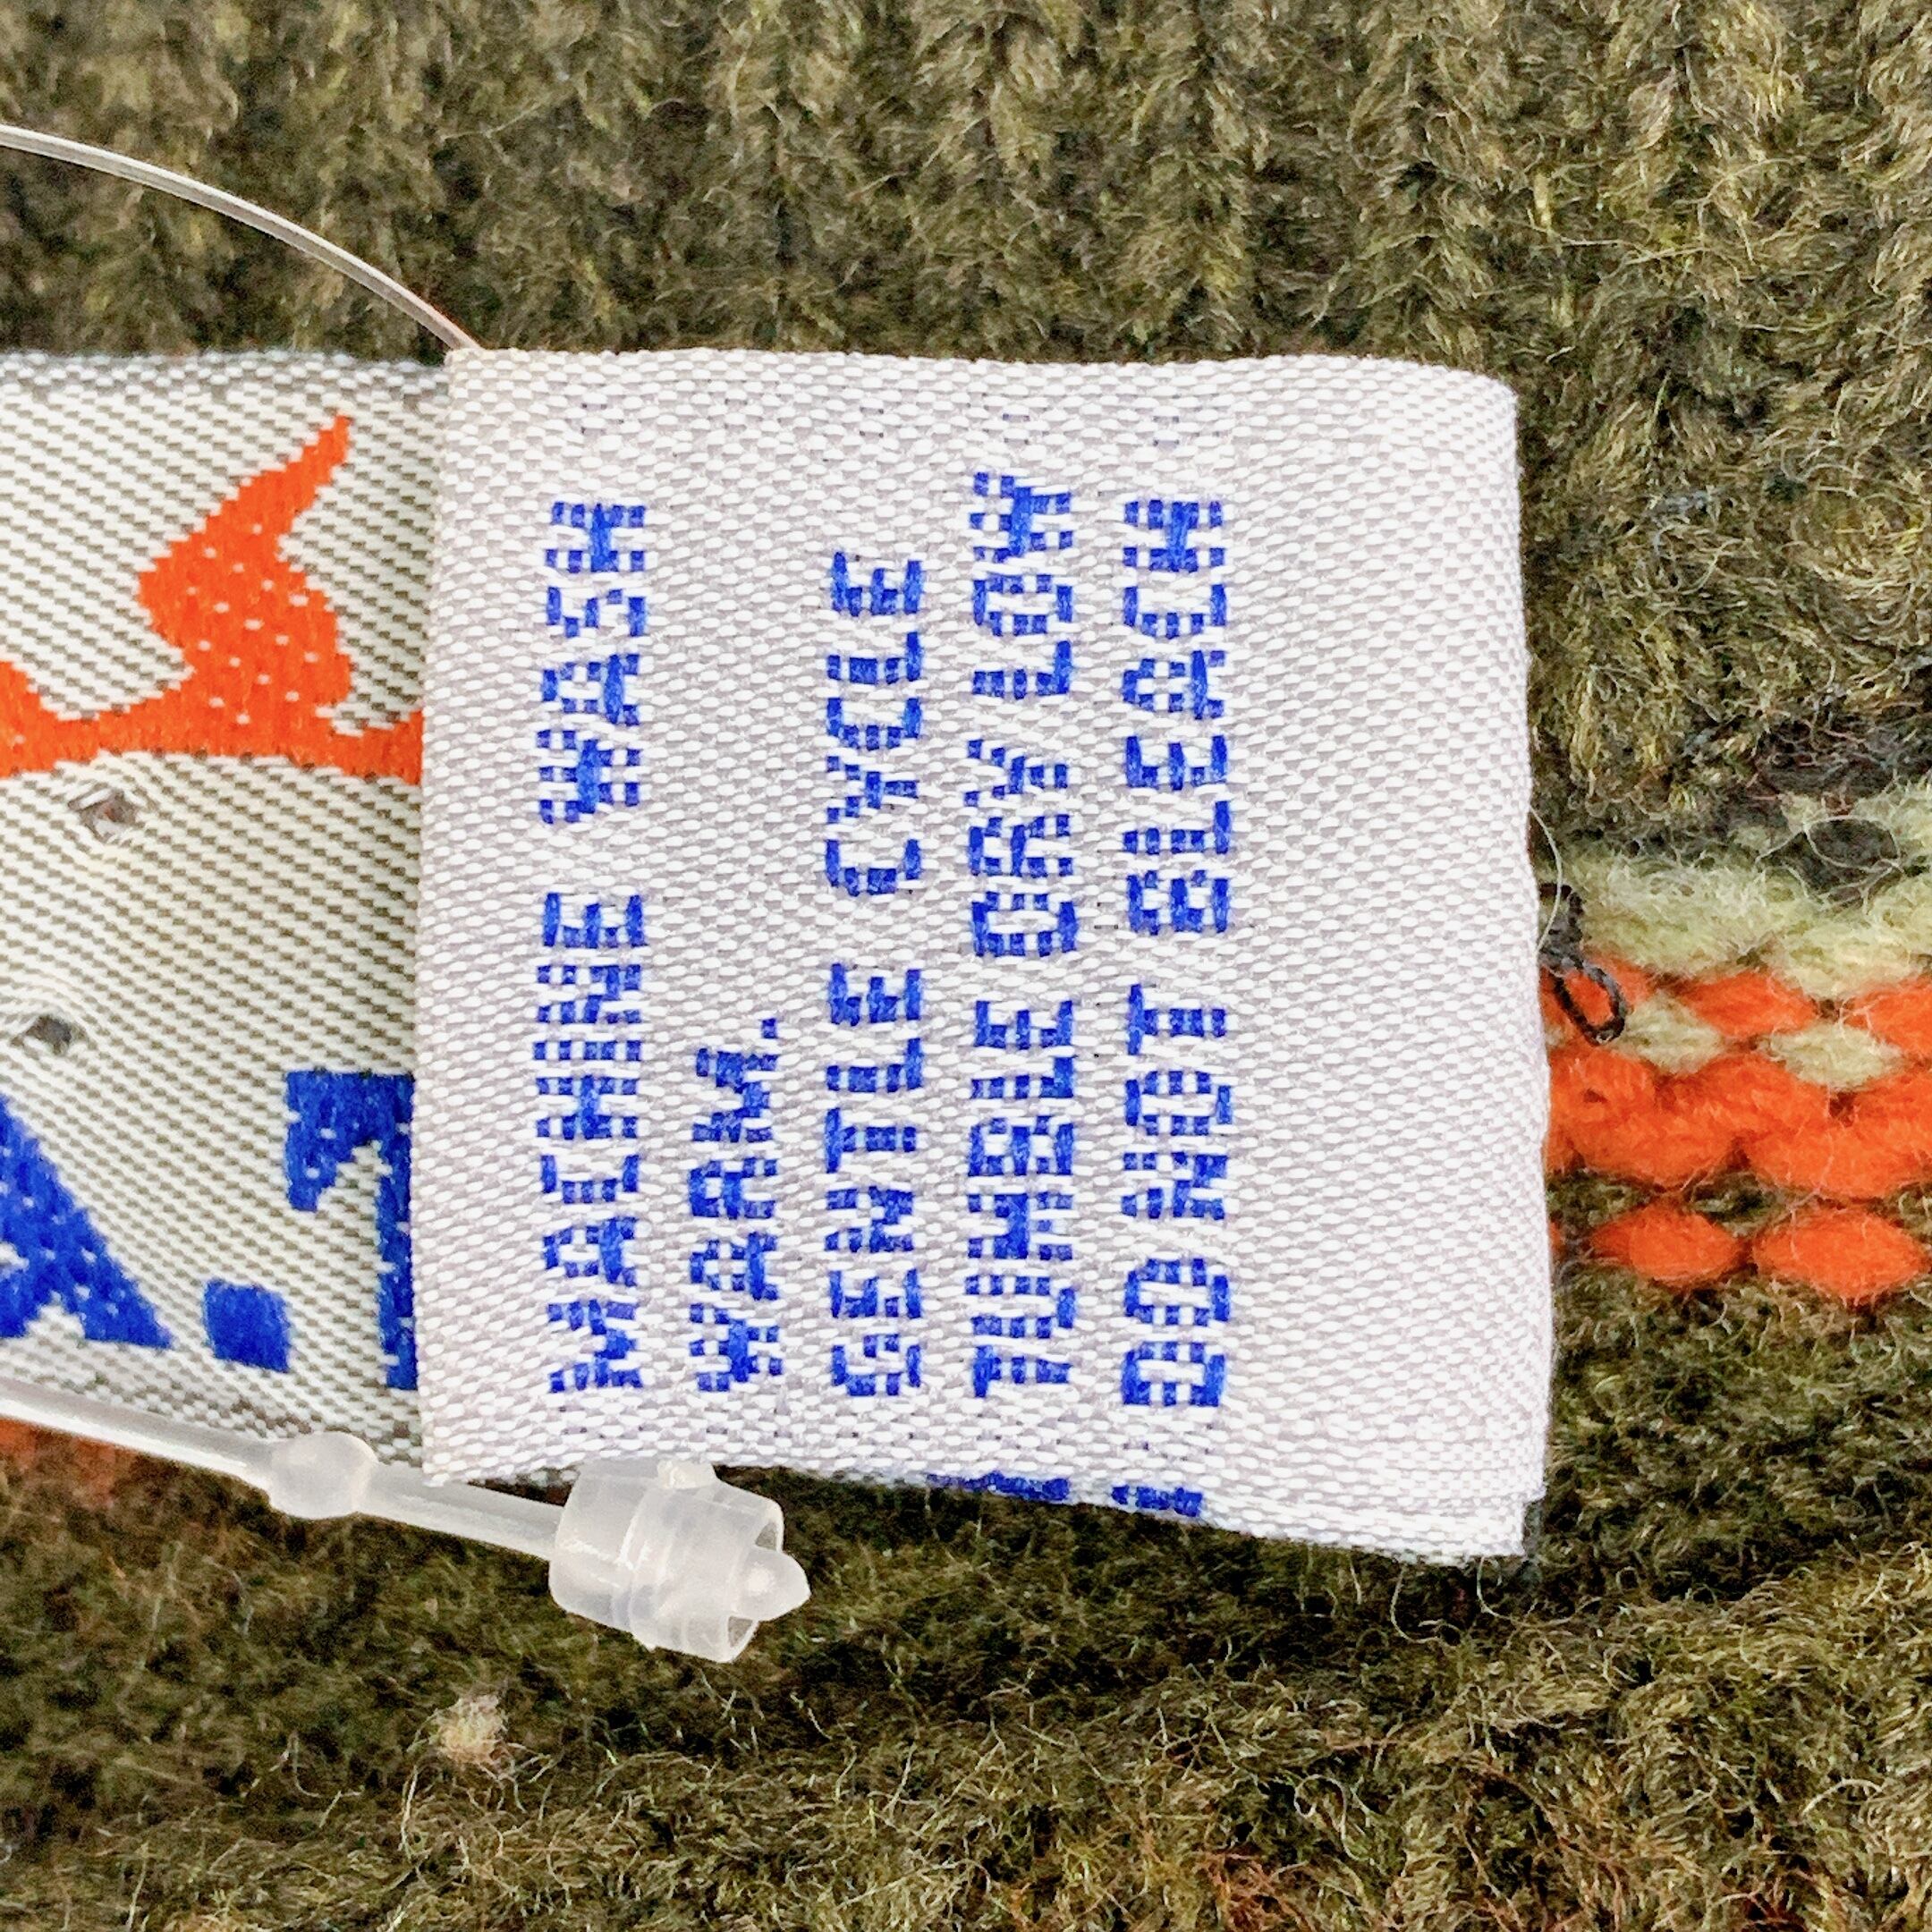 MACHINE WASH
WARM.
GENTLE CYCLE
TUMBLE DRY LOW
DO NOT BLEACH